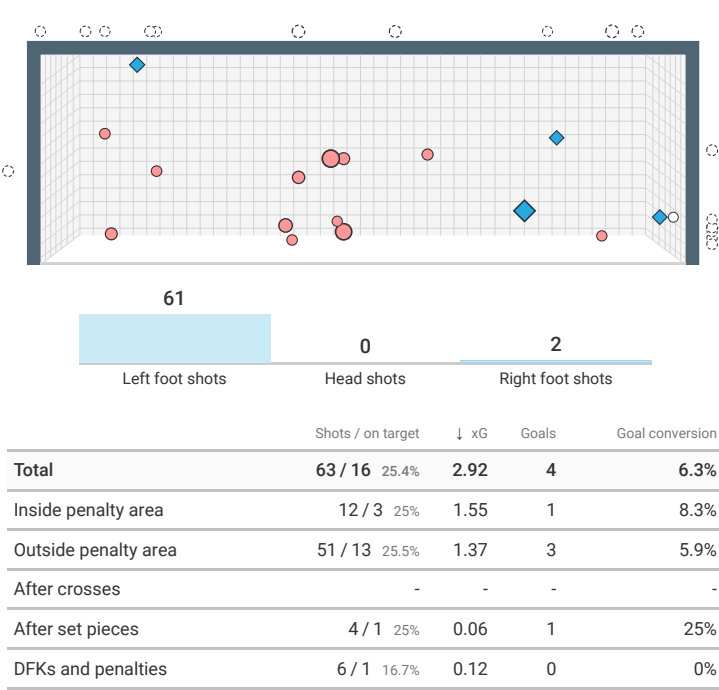 61
0
2
Left foot shots Head shots Right foot shots
Shots / on target ↓ xG Goals Goal conversion
Total 63 / 16 25.4% 2.92 4 6.3%
Inside penalty area 12 / 3 25% 1.55 1 8.3%
Outside penalty area 51 / 13 25.5% 1.37 3 5.9%
After crosses - - - -
After set pieces 4 / 1 25% 0.06 1 25%
DFKs and penalties 6 / 1 16.7% 0.12 0 0%